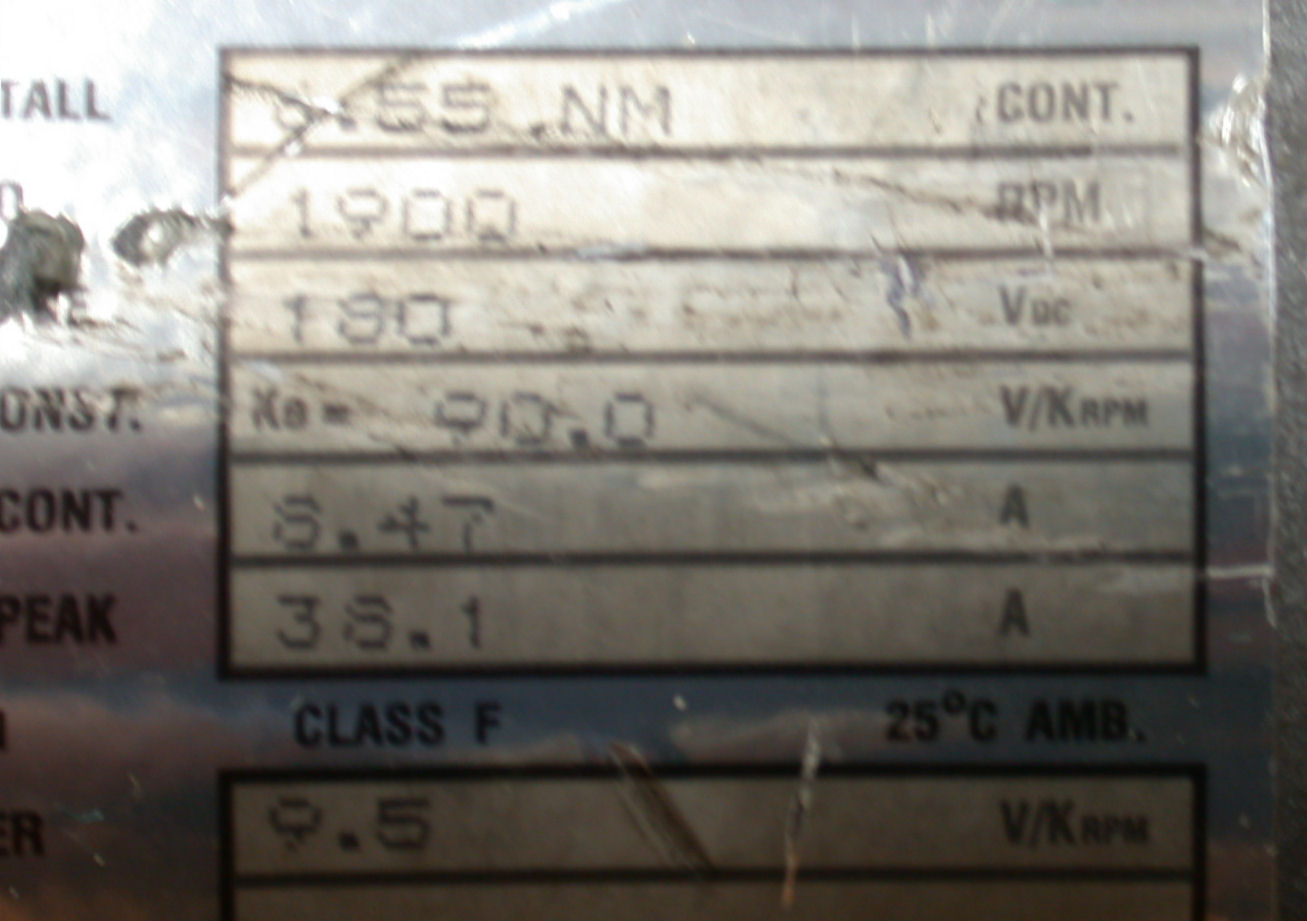 TALL .NM CONT.
1900 RPM
180 VDC
ONST. Ke = 90.0 V/KRPM
CONT. 8.47 A
PEAK 38.1 A
CLASS F 25°C AMB.
ER 9.5 V/KRPM